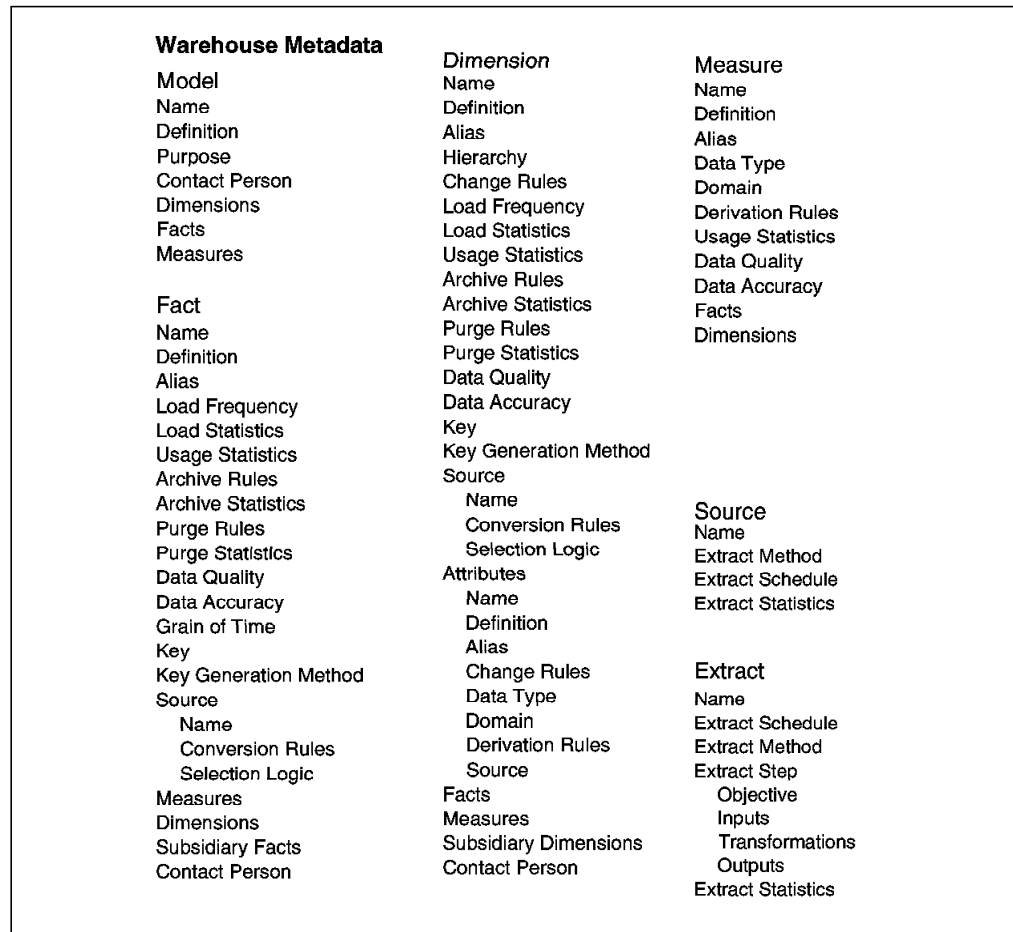 Warehouse Metadata
Model
Name
Definition
Purpose
Contact Person
Dimensions
Facts
Measures
Fact
Name
Definition
Alias
Load Frequency
Load Statistics
Usage Statistics
Archive Rules
Archive Statistics
Purge Rules
Purge Statistics
Data Quality
Data Accuracy
Grain of Time
Key
Key Generation Method
Source
Name
Conversion Rules
Selection Logic
Measures
Dimensions
Subsidiary Facts
Contact Person
Dimension
Name
Definition
Alias
Hierarchy
Change Rules
Load Frequency
Load Statistics
Usage Statistics
Archive Rules
Archive Statistics
Purge Rules
Purge Statistics
Data Quality
Data Accuracy
Key
Key Generation Method
Source
Name
Conversion Rules
Selection Logic
Attributes
Name
Definition
Alias
Change Rules
Data Type
Domain
Derivation Rules
Source
Facts
Measures
Subsidiary Dimensions
Contact Person
Measure
Name
Definition
Alias
Data Type
Domain
Derivation Rules
Usage Statistics
Data Quality
Data Accuracy
Facts
Dimensions
Source
Name
Extract Method
Extract Schedule
Extract Statistics
Extract
Name
Extract Schedule
Extract Method
Extract Step
Objective
Inputs
Transformations
Outputs
Extract Statistics